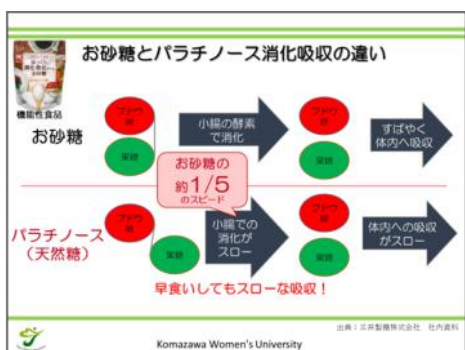 お砂糖とパラチノース消化吸収の違い
機能性食品
お砂糖
ブドウ
糖
果糖
小腸の酵素
で消化
ブドウ
糖
果糖
すばやく
体内へ吸収
お砂糖の
約1/5
のスピード
パラチノース
(天然糖)
ブドウ
糖
果糖
小腸での
消化が
スロー
ブドウ
糖
果糖
体内への吸収
がスロー
早食いしてもスローな吸収!
出典:三井製糖株式会社 社内資料
Komazawa Women's University